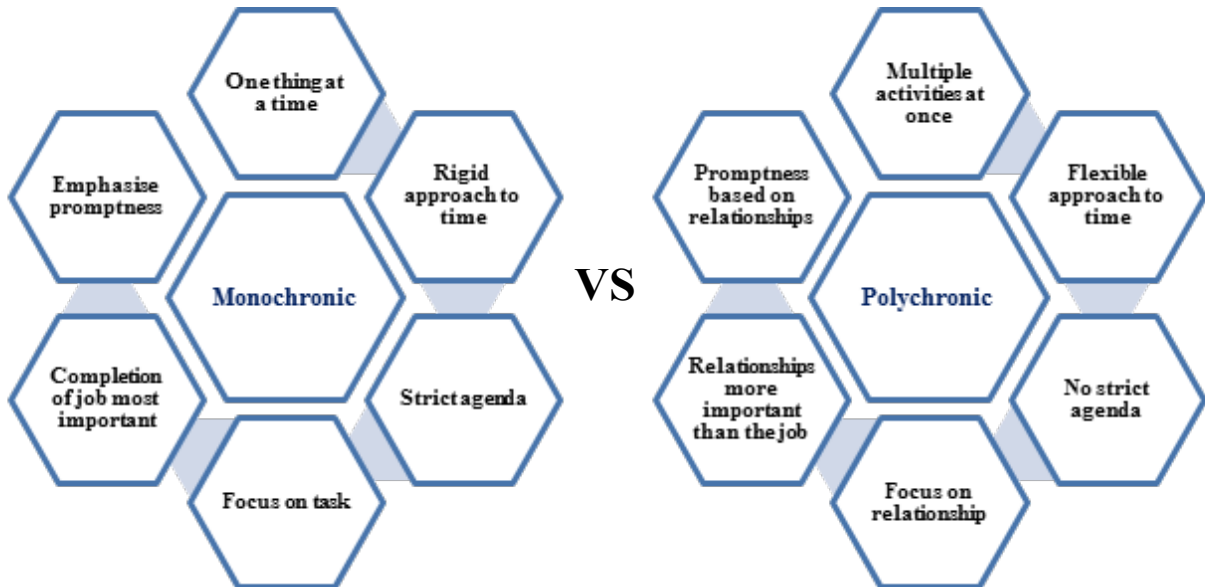 One thing at
a time
Rigid
approach to
time
Strict agenda
Focus on task
Completion
of job most
important
Emphasise
promptness
Monochronic
VS
Multiple
activities at
once
Flexible
approach to
time
No strict
agenda
Focus on
relationship
Relationships
more
important
than the job
Promptness
based on
relationships
Polychronic